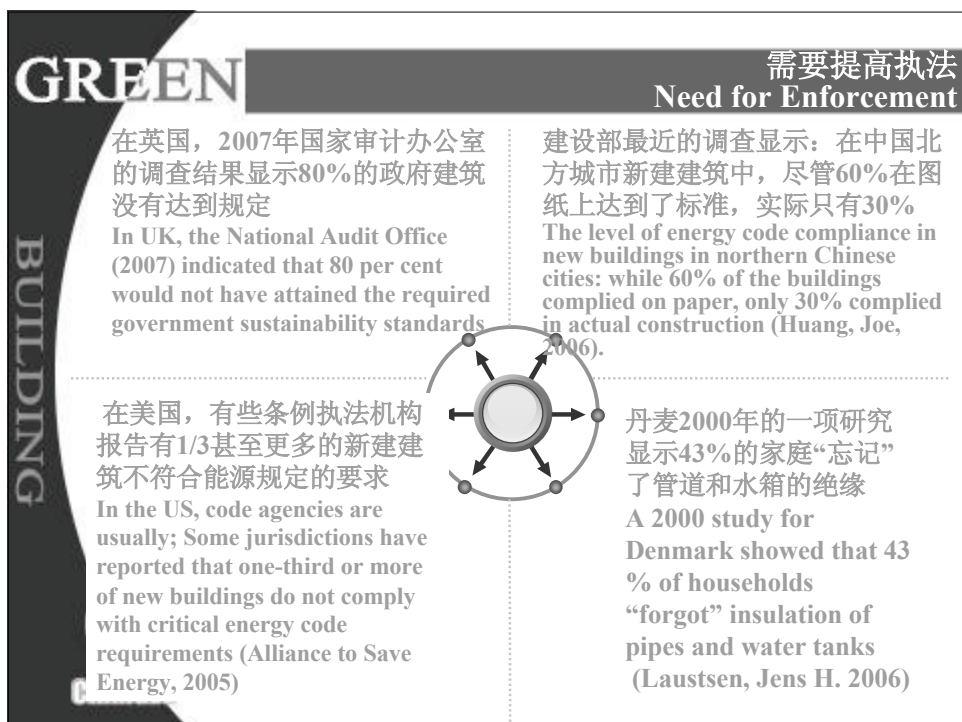 GREEN
BUILDING
需要提高执法
Need for Enforcement
在英国，2007年国家审计办公室
的调查结果显示80%的政府建筑
没有达到规定
In UK, the National Audit Office
(2007) indicated that 80 per cent
would not have attained the required
government sustainability standards
建设部最近的调查显示：在中国北
方城市新建建筑中，尽管60%在图
纸上达到了标准，实际只有30%
The level of energy code compliance in
new buildings in northern Chinese
cities: while 60% of the buildings
complied on paper, only 30% complied
in actual construction (Huang, Joe,
2006).
在美国，有些条例执法机构
报告有1/3甚至更多的新建建
筑不符合能源规定的要求
In the US, code agencies are
usually; Some jurisdictions have
reported that one-third or more
of new buildings do not comply
with critical energy code
requirements (Alliance to Save
Energy, 2005)
丹麦2000年的一项研究
显示43%的家庭“忘记”
了管道和水箱的绝缘
A 2000 study for
Denmark showed that 43
% of households
“forgot” insulation of
pipes and water tanks
(Laustsen, Jens H. 2006)